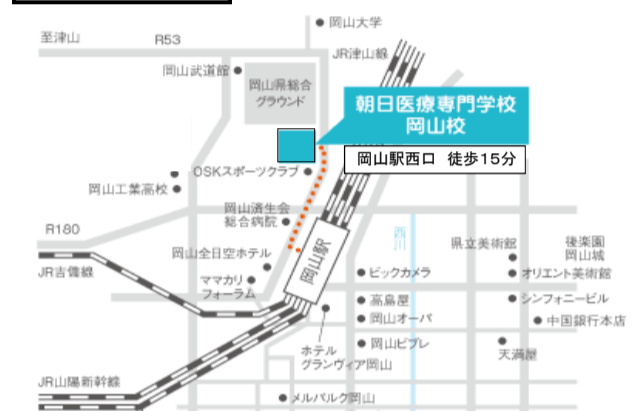 岡山大学
至津山
R53
JR津山線
岡山武道館
岡山県総合
グラウンド
朝日医療専門学校
岡山校
岡山駅西口 徒歩15分
OSKスポーツクラブ
岡山工業高校
岡山済生会
総合病院
R180
西川
岡山全日空ホテル
岡山駅
県立美術館
後楽園
岡山城
JR吉備線
ママカリ
フォーラム
ビックカメラ
オリエント美術館
高島屋
シンフォニービル
岡山オーパ
中国銀行本店
岡山ビブレ
天満屋
ホテル
グランヴィア岡山
JR山陽新幹線
メルパルク岡山